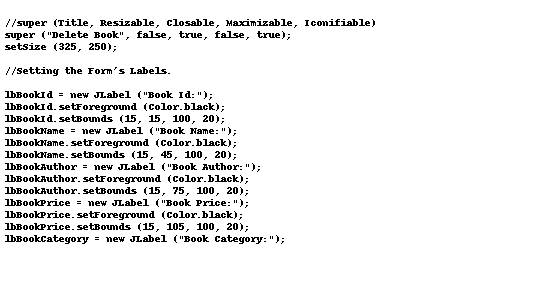 //super (Title, Resizable, Closable, Maximizable, Iconifiable)
super ("Delete Book", false, true, false, true);
setSize (325, 250);
//Setting the Form's Labels.
lbBookId = new JLabel ("Book Id:");
lbBookId.setForeground (Color.black);
lbBookId.setBounds (15, 15, 100, 20);
lbBookName = new JLabel ("Book Name:");
lbBookName.setForeground (Color.black);
lbBookName.setBounds (15, 45, 100, 20);
lbBookAuthor = new JLabel ("Book Author:");
lbBookAuthor.setForeground (Color.black);
lbBookAuthor.setBounds (15, 75, 100, 20);
lbBookPrice = new JLabel ("Book Price:");
lbBookPrice.setForeground (Color.black);
lbBookPrice.setBounds (15, 105, 100, 20);
lbBookCategory = new JLabel ("Book Category:");